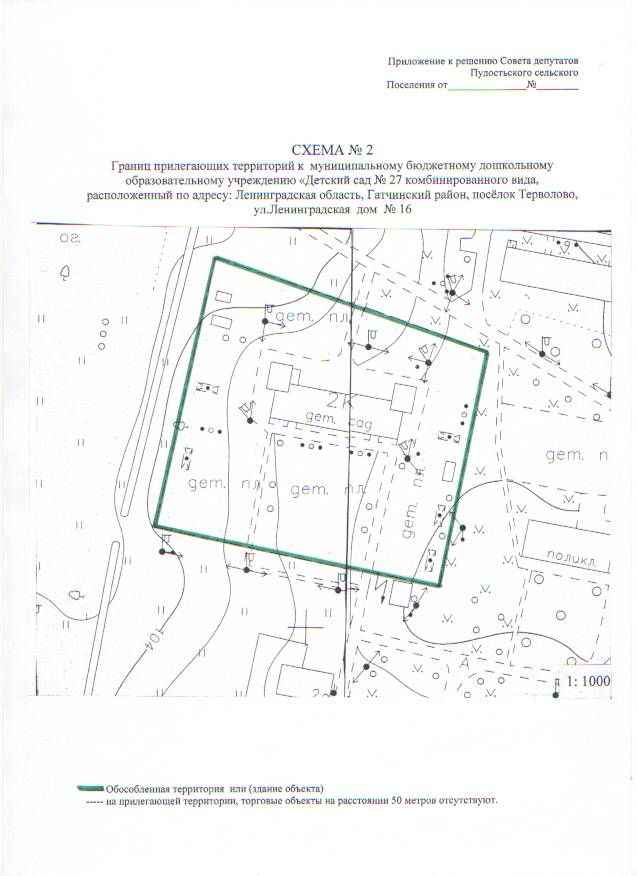 Приложение к решению Совета депутатов
Пудостьского сельского
Поселения от________________№________
СХЕМА № 2
Границ прилегающих территорий к муниципальному бюджетному дошкольному
образовательному учреждению «Детский сад № 27 комбинированного вида,
расположенный по адресу: Ленинградская область, Гатчинский район, посёлок Терволово,
ул.Ленинградская дом № 16
ог.
дет. пл.
2К
дет. сад
дет. п
дет. пл.
дет. пл.
дет. пл.
поликл.
104
А
1: 1000
Обособленная территория или (здание объекта)
----- на прилегающей территории, торговые объекты на расстоянии 50 метров отсутствуют.